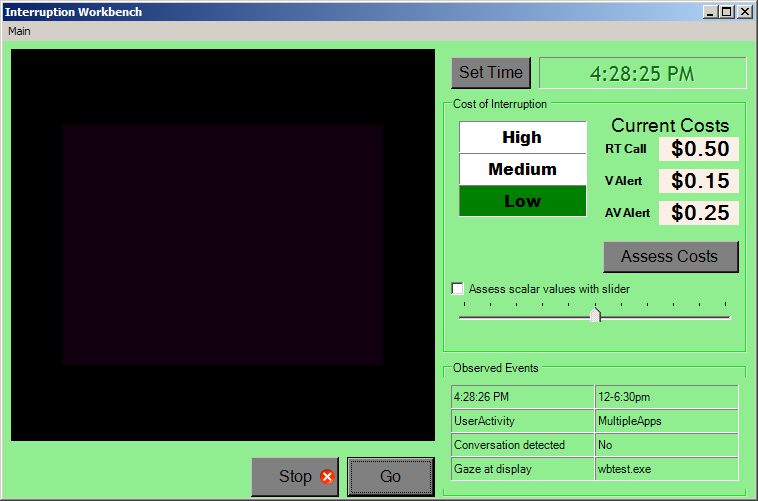 Interruption Workbench
Main
Set Time
4:28:25 PM
Cost of Interruption
High
Medium
Low
Current Costs
RT Call $0.50
V Alert $0.15
AV Alert $0.25
Assess Costs
Assess scalar values with slider
Observed Events
4:28:26 PM 12-6:30pm
UserActivity MultipleApps
Conversation detected No
Gaze at display wbtest.exe
Stop
Go